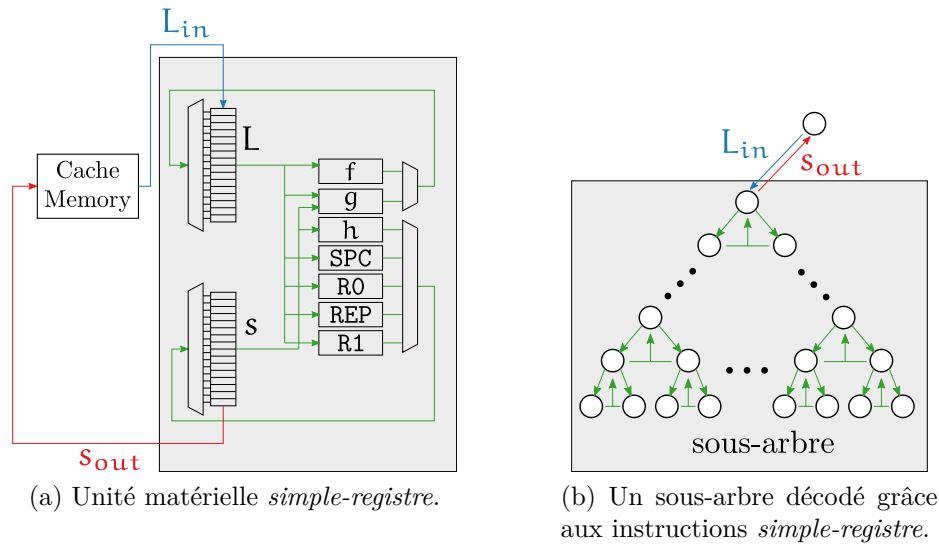 L_in
L
Cache
Memory
f
g
h
SPC
R0
REP
R1
s
s_out
(a) Unité matérielle simple-registre.
L_in
s_out
sous-arbre
(b) Un sous-arbre décodé grâce
aux instructions simple-registre.